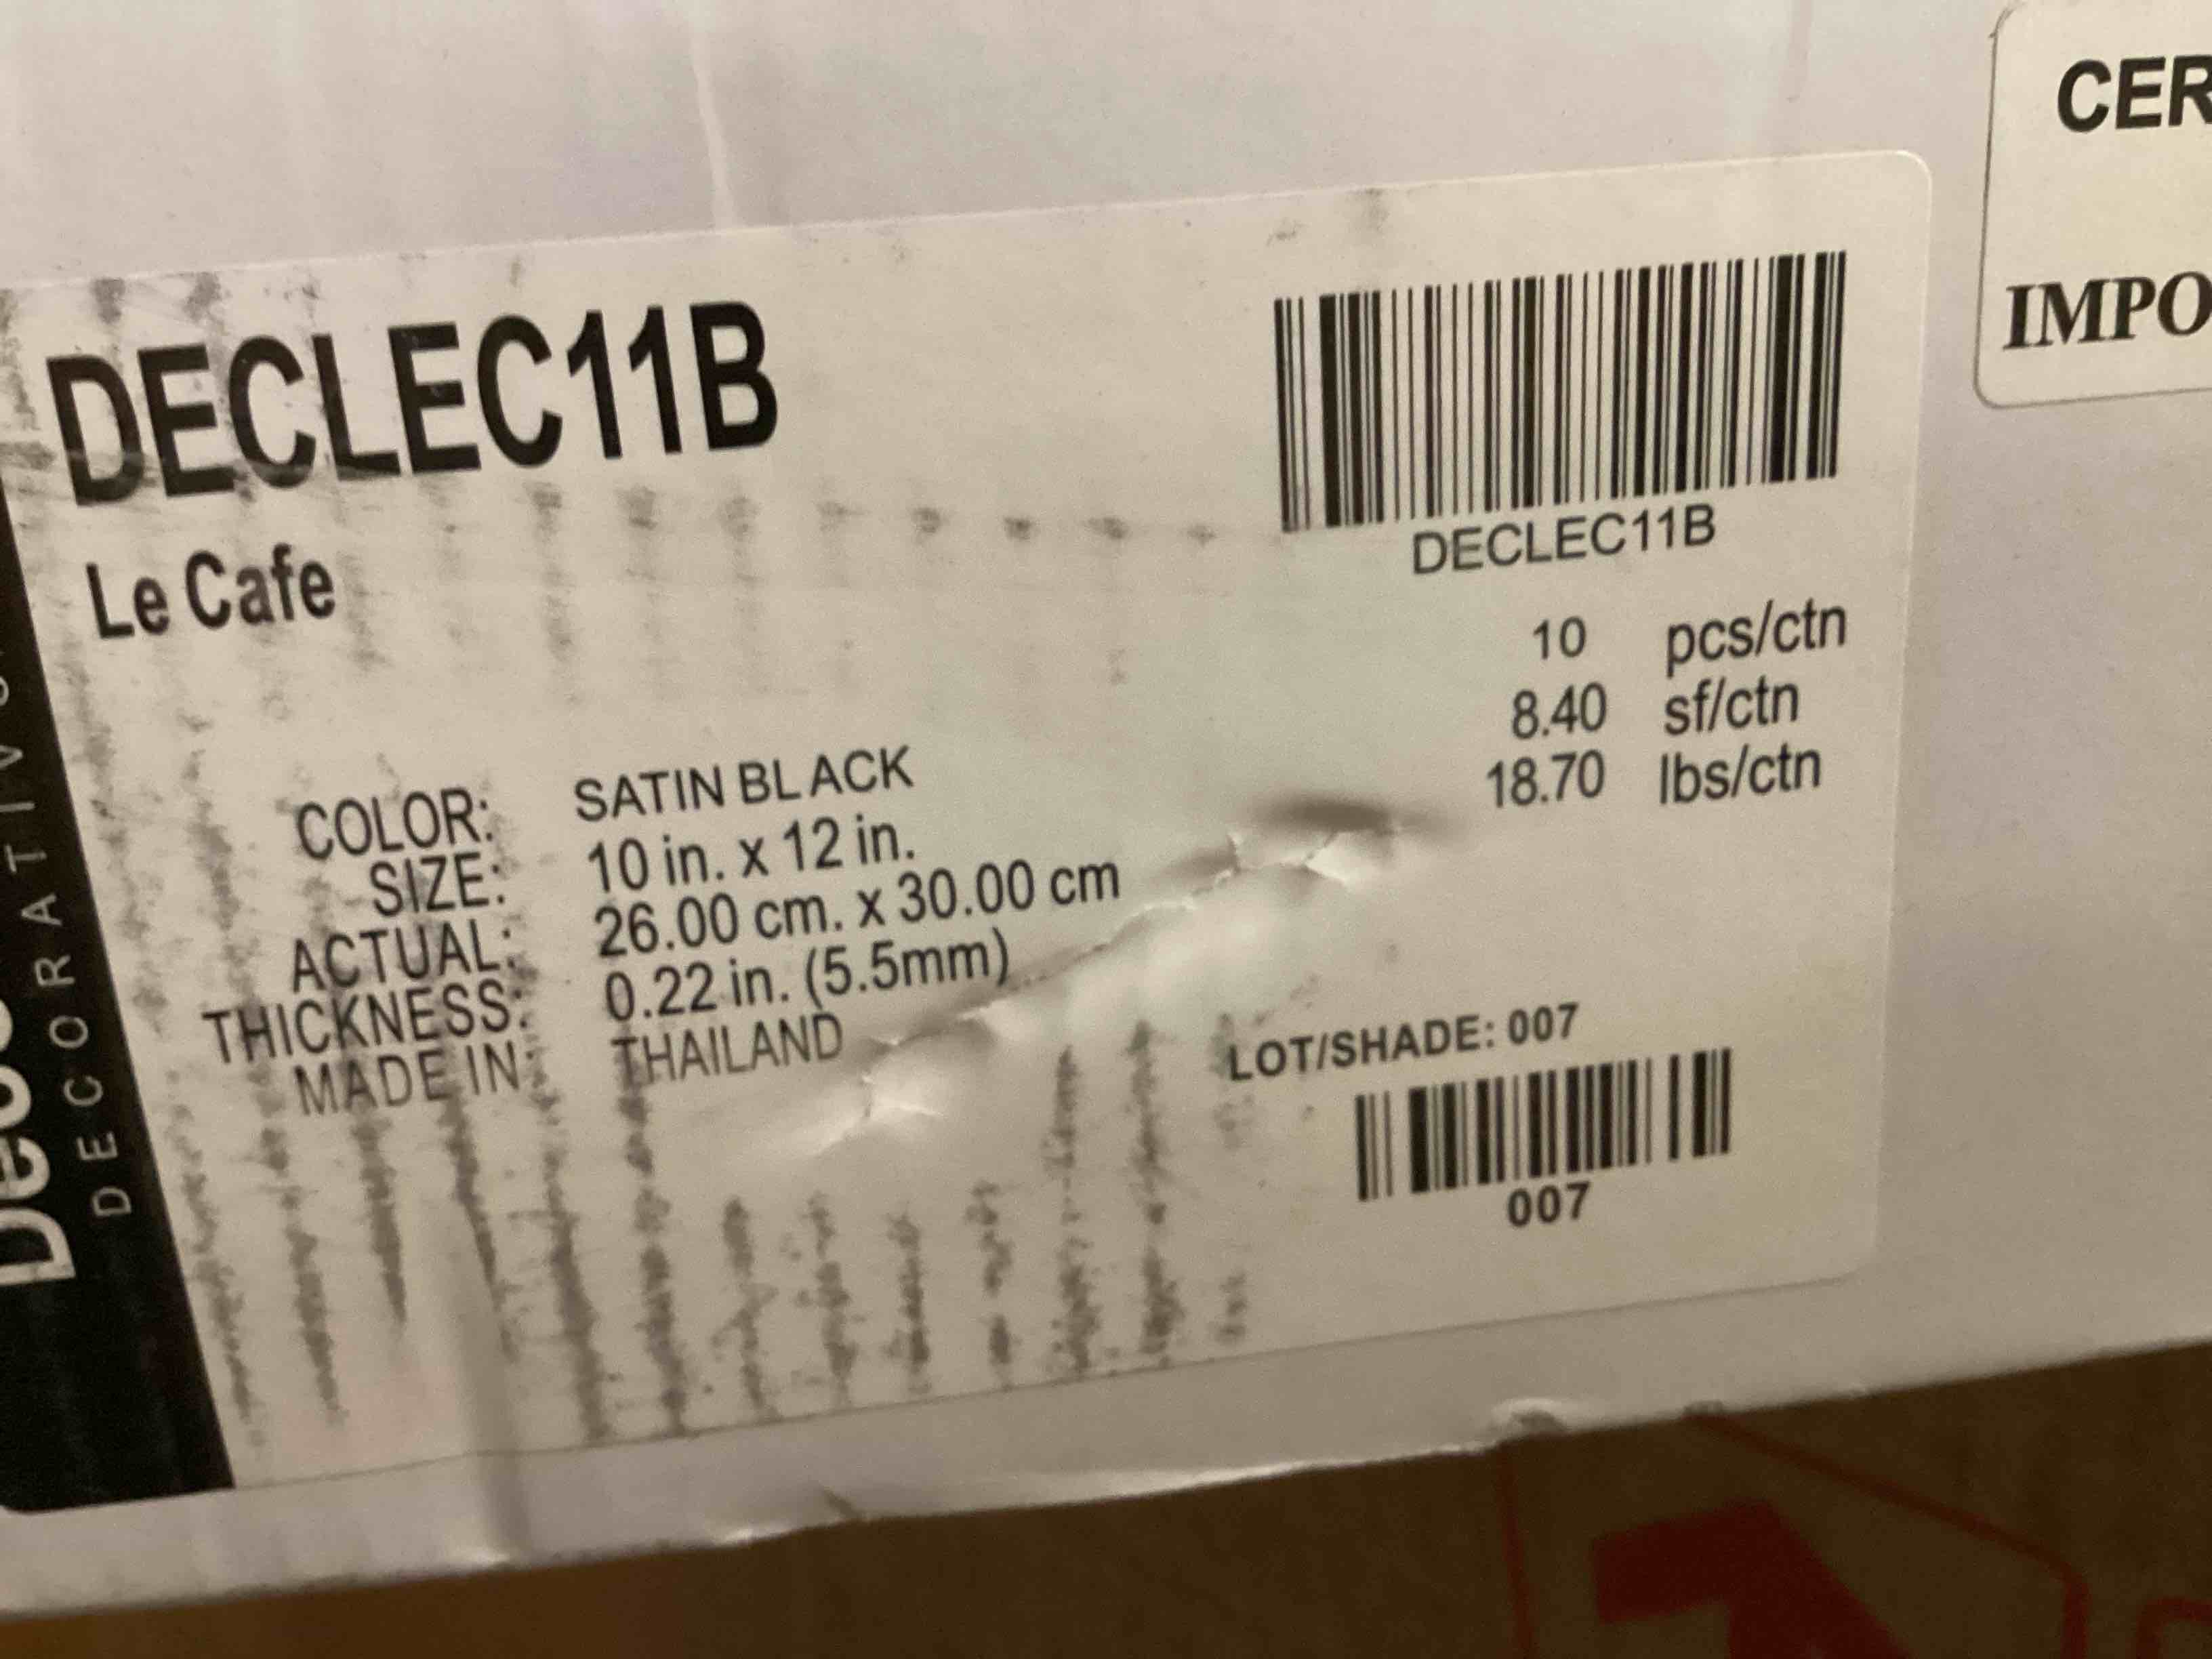 DECLEC11B
Le Cafe
DECLEC11B
10 pcs/ctn
8.40 sf/ctn
18.70 lbs/ctn
COLOR: SATIN BLACK
SIZE: 10 in. x 12 in.
ACTUAL: 26.00 cm. x 30.00 cm
THICKNESS: 0.22 in. (5.5mm)
MADE IN: THAILAND
LOT/SHADE: 007
007
CER
IMPO